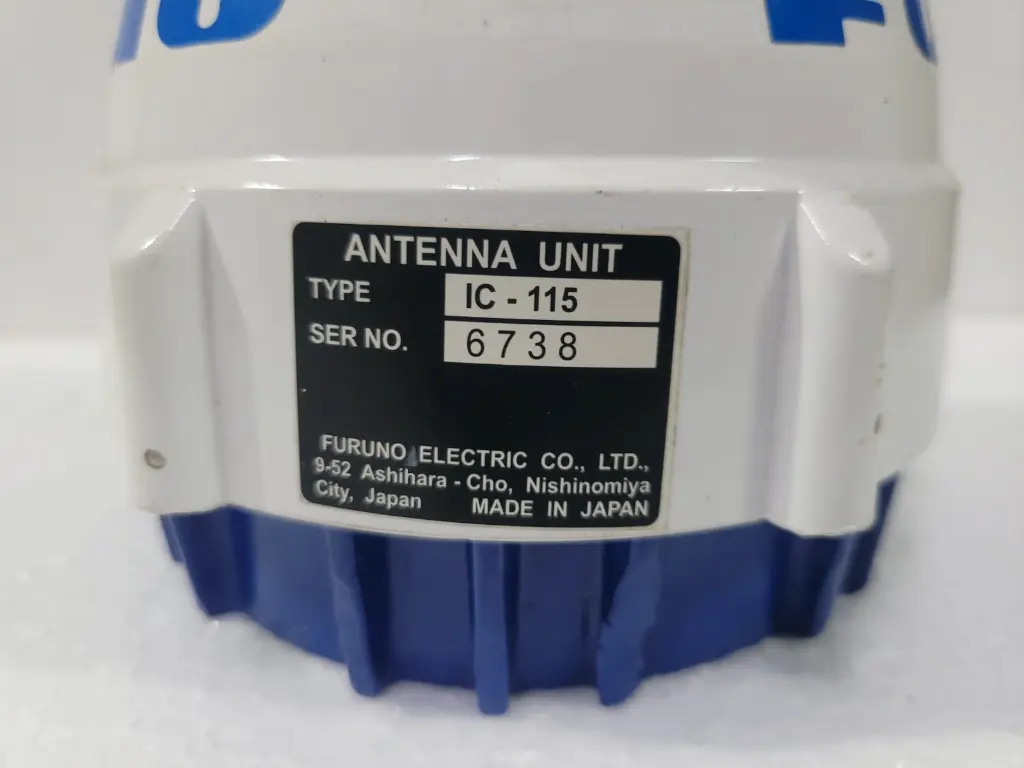 ANTENNA UNIT
TYPE IC - 115
SER NO. 6738
FURUNO ELECTRIC CO., LTD.,
9-52 Ashihara - Cho, Nishinomiya
City, Japan MADE IN JAPAN